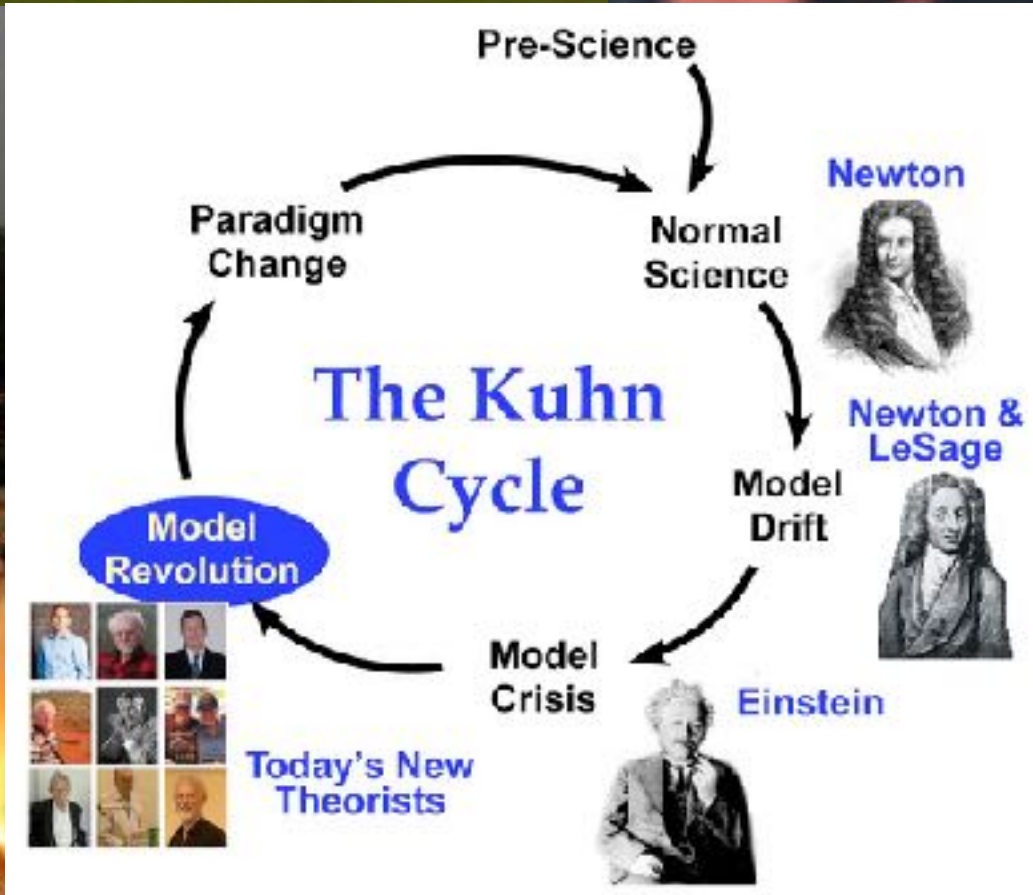 Pre-Science
Newton
Normal
Science
Paradigm
Change
The Kuhn
Cycle
Newton &
LeSage
Model
Drift
Model
Revolution
Model
Crisis
Einstein
Today's New
Theorists